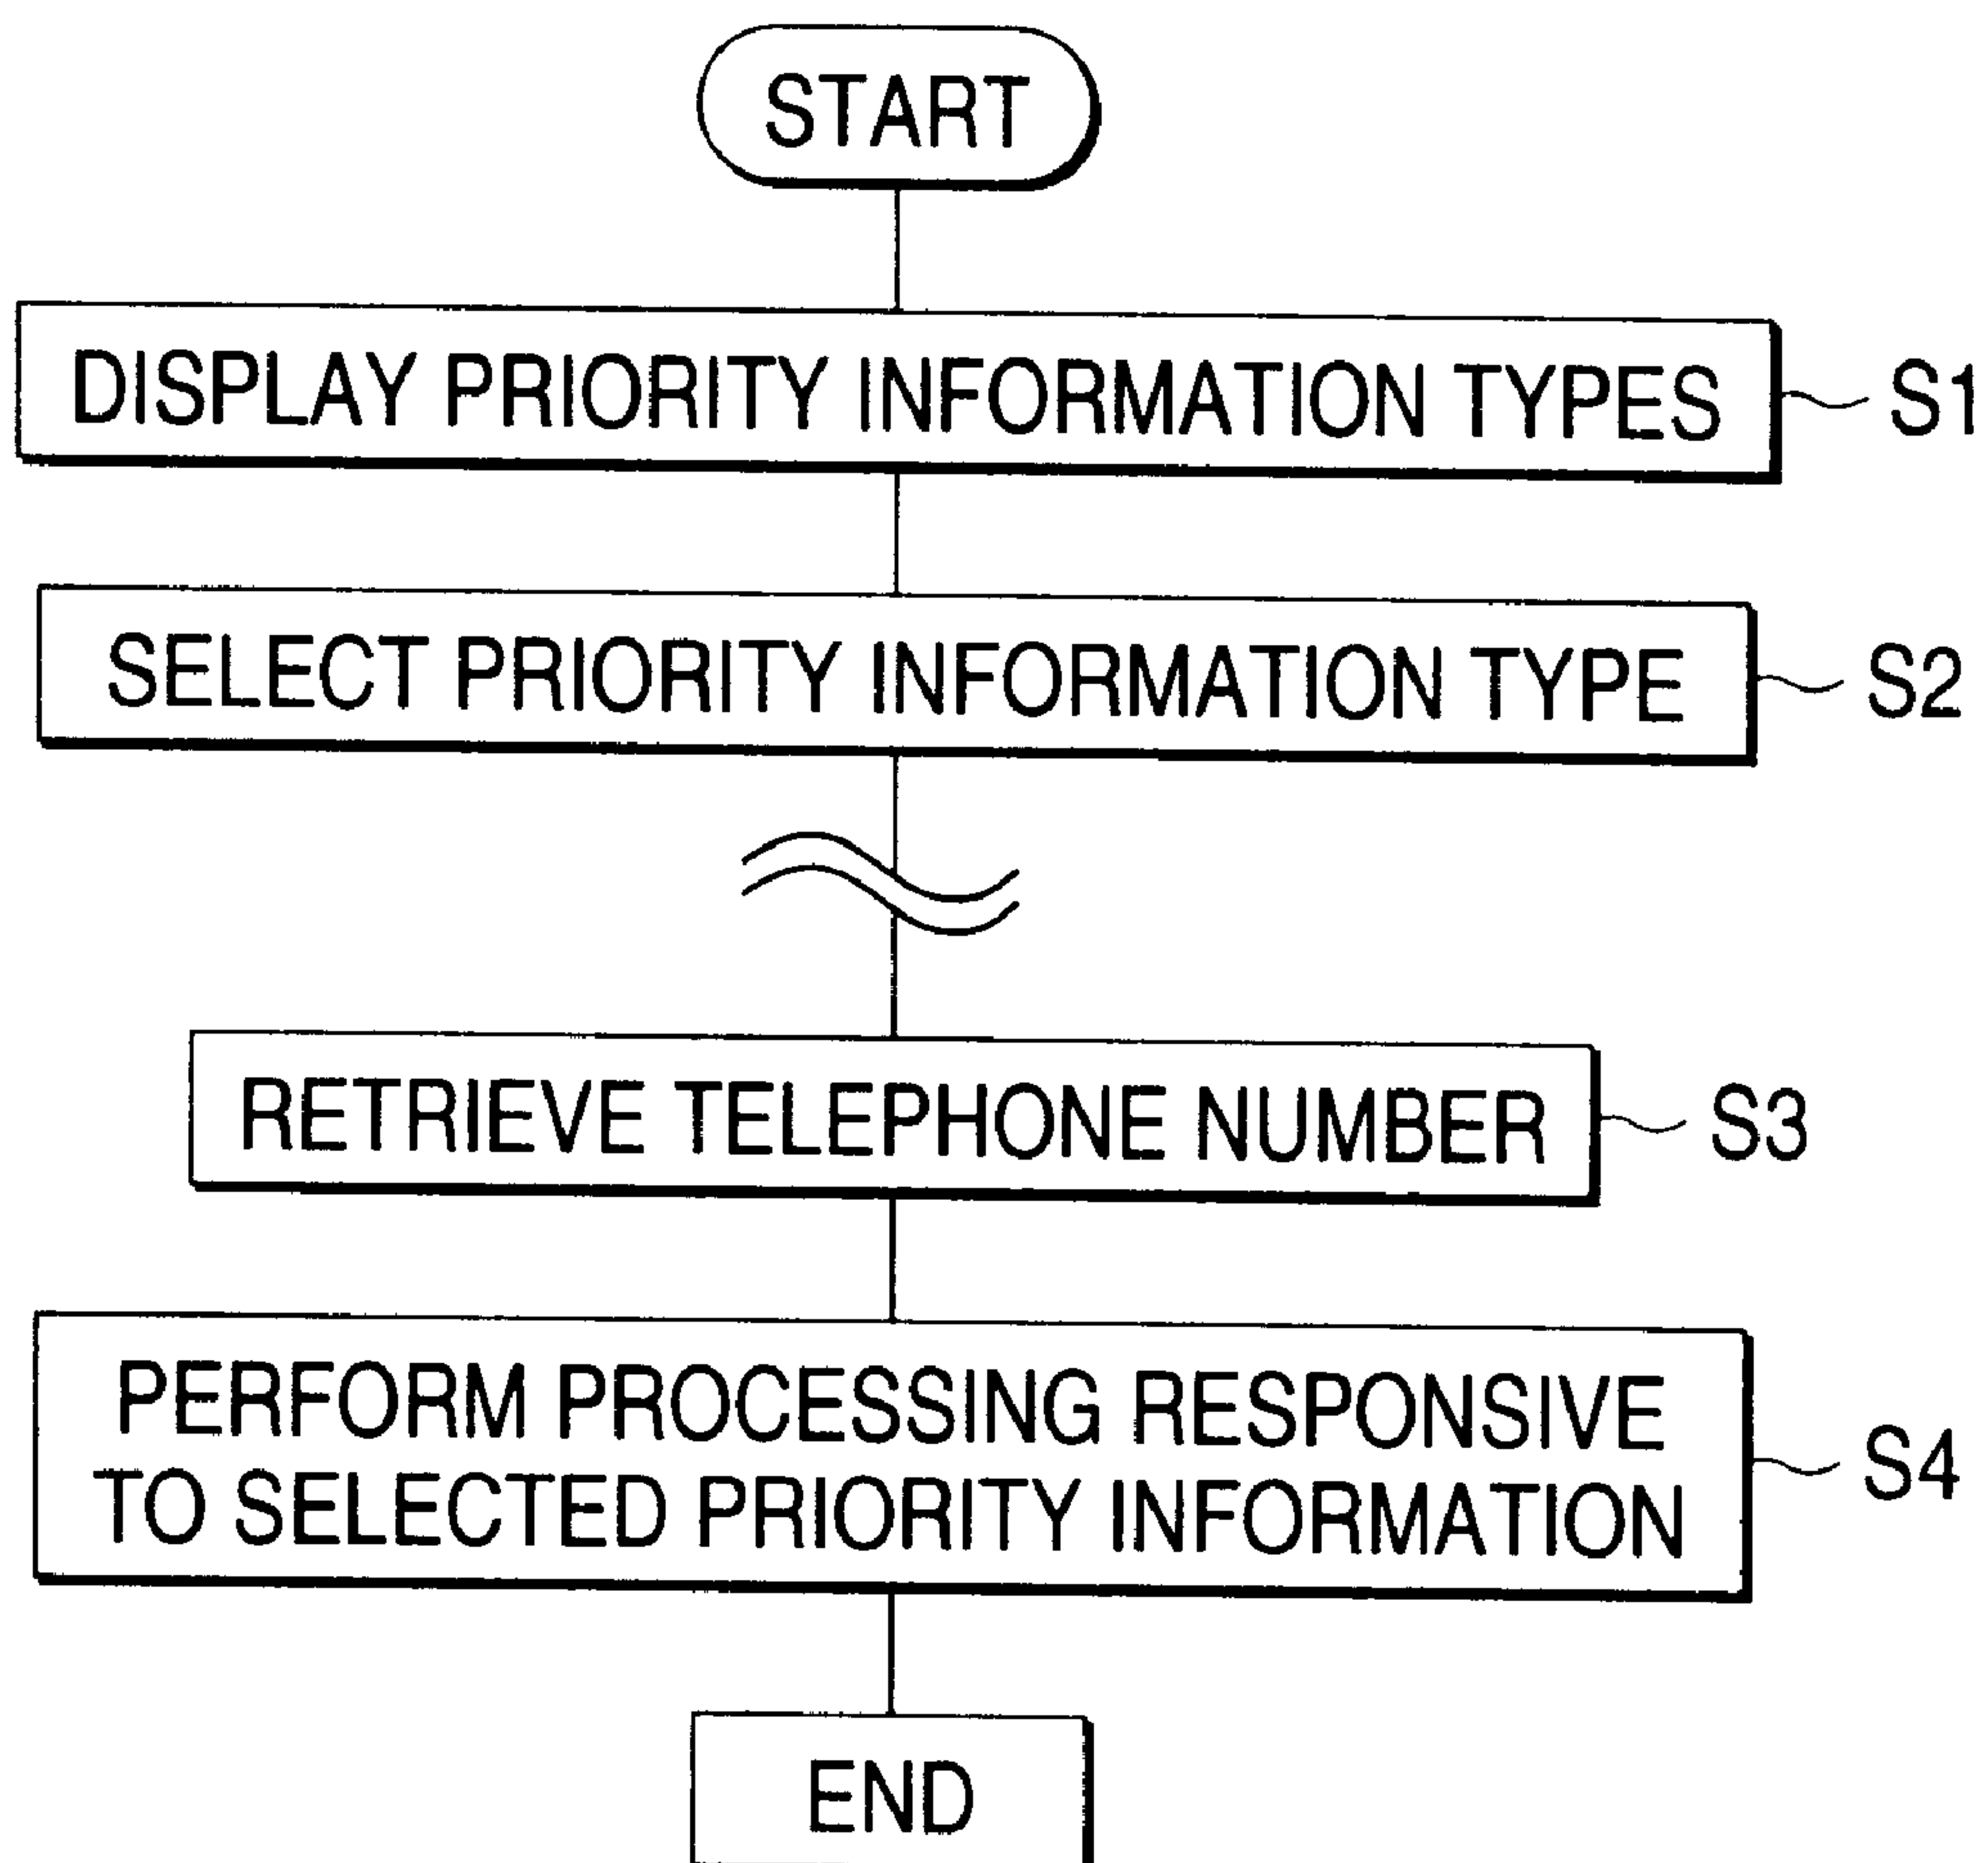 START
DISPLAY PRIORITY INFORMATION TYPES
S1
SELECT PRIORITY INFORMATION TYPE
S2
RETRIEVE TELEPHONE NUMBER
S3
PERFORM PROCESSING RESPONSIVE
TO SELECTED PRIORITY INFORMATION
S4
END